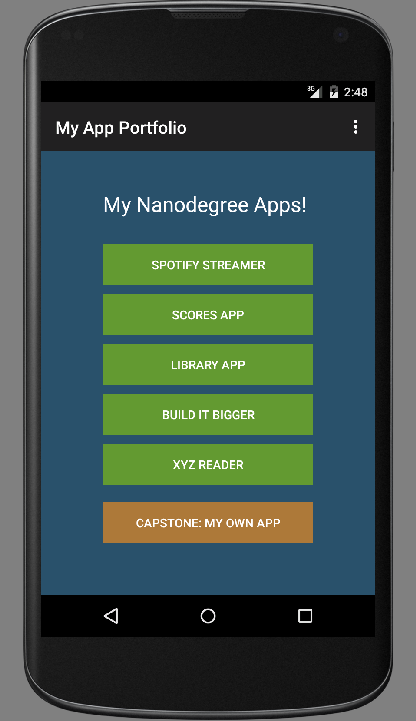 3G 2:48
My App Portfolio
My Nanodegree Apps!
SPOTIFY STREAMER
SCORES APP
LIBRARY APP
BUILD IT BIGGER
XYZ READER
CAPSTONE: MY OWN APP